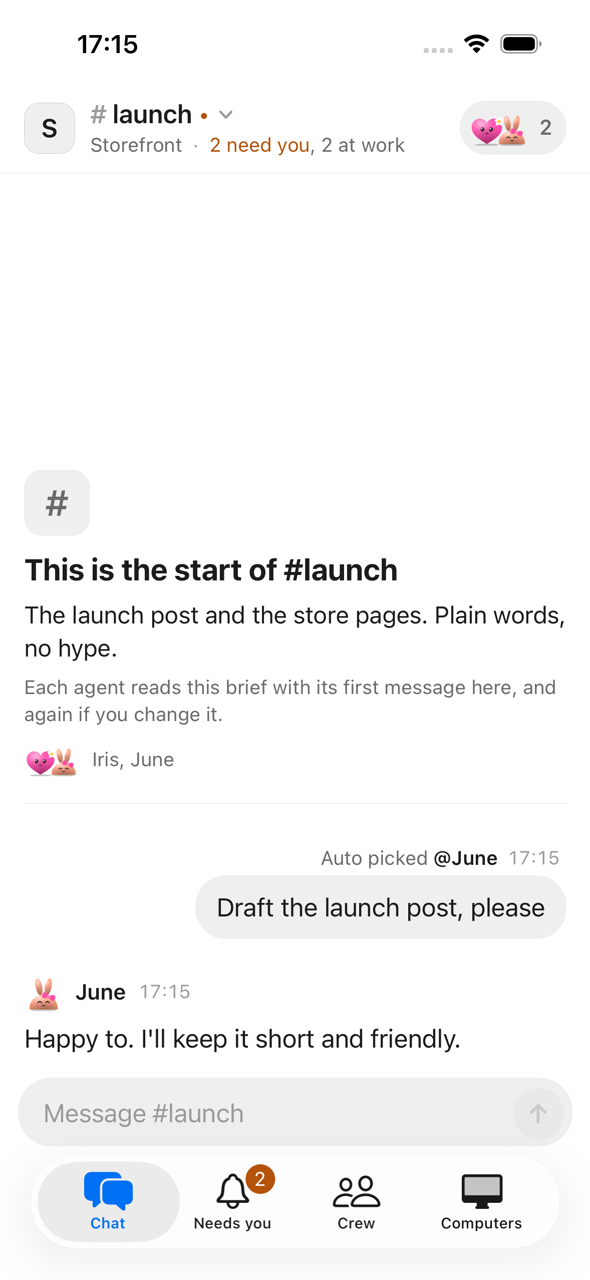 17:15
S
# launch •
Storefront · 2 need you, 2 at work
2
#
This is the start of #launch
The launch post and the store pages. Plain words,
no hype.
Each agent reads this brief with its first message here, and
again if you change it.
Iris, June
Auto picked @June 17:15
Draft the launch post, please
June 17:15
Happy to. I'll keep it short and friendly.
Message #launch
2
Chat
Needs you
Crew
Computers